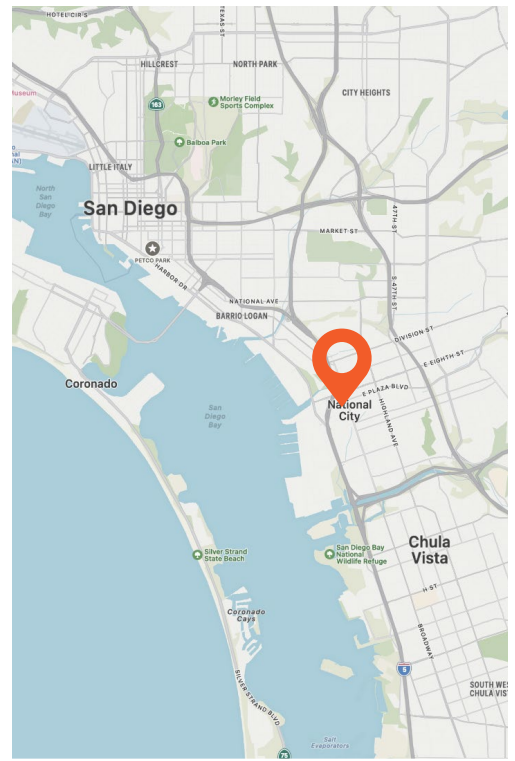 HOTEL CIR S
TEXAS ST
HILLCREST
NORTH PARK
CITY HEIGHTS
Museum
163
Morley Field
Sports Complex
Balboa Park
LITTLE ITALY
North
San
Diego
Bay
San Diego
47TH ST
MARKET ST
PETCO PARK
HARBOR DR
S 47TH ST
NATIONAL AVE
BARRIO LOGAN
DIVISION ST
E EIGHTH ST
Coronado
E PLAZA BLVD
National
City
HIGHLAND AVE
San
Diego
Bay
Chula
Vista
Silver Strand
State Beach
San Diego Bay
National
Wildlife Refuge
H ST
Coronado
Cays
BROADWAY
5
SILVER STRAND BLVD
SOUTH WES
CHULA VIS
Salt
Evaporators
75